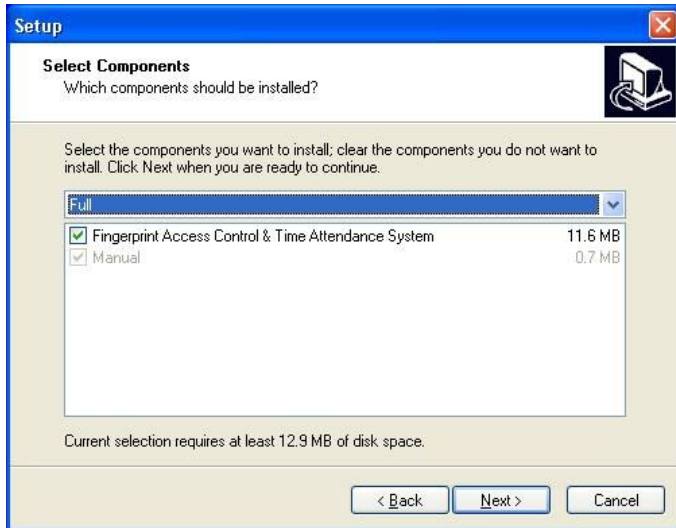 Setup
Select Components
Which components should be installed?
Select the components you want to install; clear the components you do not want to
install. Click Next when you are ready to continue.
Full
Fingerprint Access Control & Time Attendance System 11.6 MB
Manual 0.7 MB
Current selection requires at least 12.9 MB of disk space.
< Back Next > Cancel